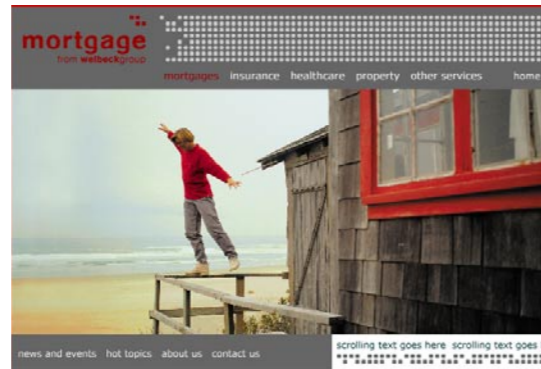 mortgage
from welbeckgroup
mortgages insurance healthcare property other services home
news and events hot topics about us contact us
scrolling text goes here scrolling text goes